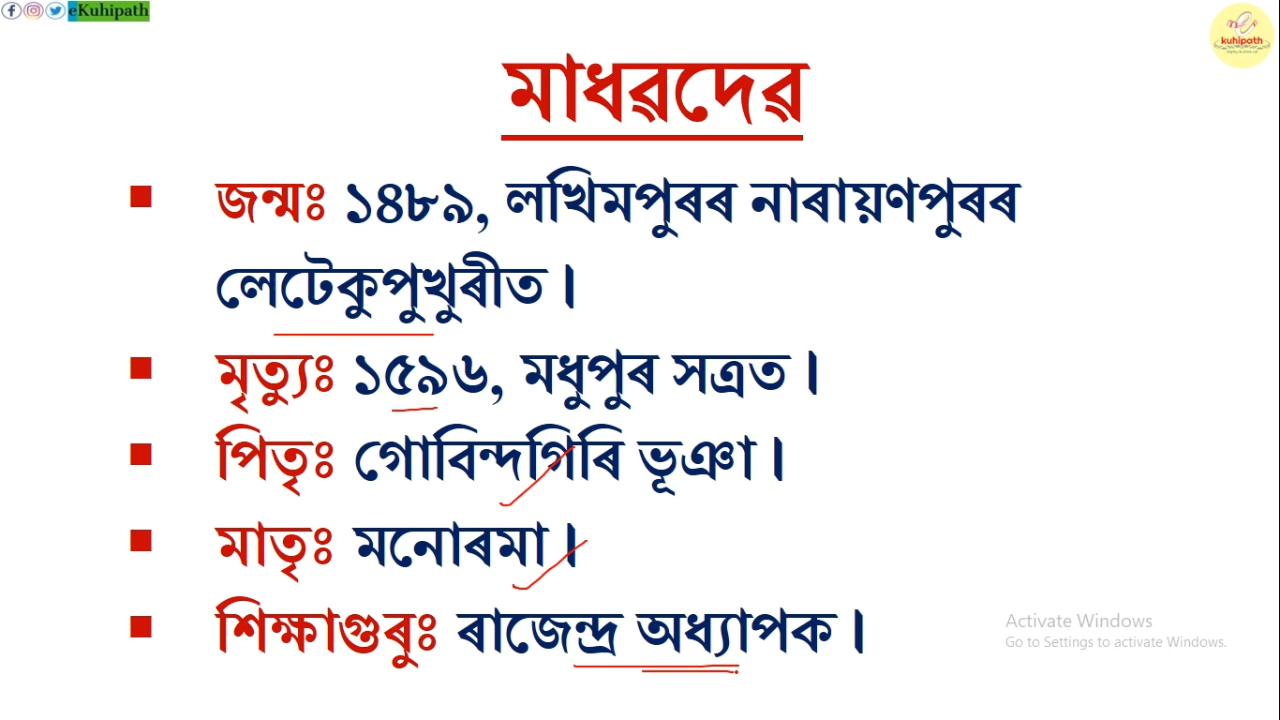 eKuhipath
kuhipath
মাধৱদেৱ
■ জন্মঃ ১৪৮৯, লখিমপুৰৰ নাৰায়ণপুৰৰ
লেটেকুপুখুৰীত।
■ মৃত্যুঃ ১৫৯৬, মধুপুৰ সত্ৰত।
■ পিতৃঃ গোবিন্দগিৰি ভূঞা।
■ মাতৃঃ মনোৰমা।
■ শিক্ষাগুৰুঃ ৰাজেন্দ্ৰ অধ্যাপক।
Activate Windows
Go to Settings to activate Windows.